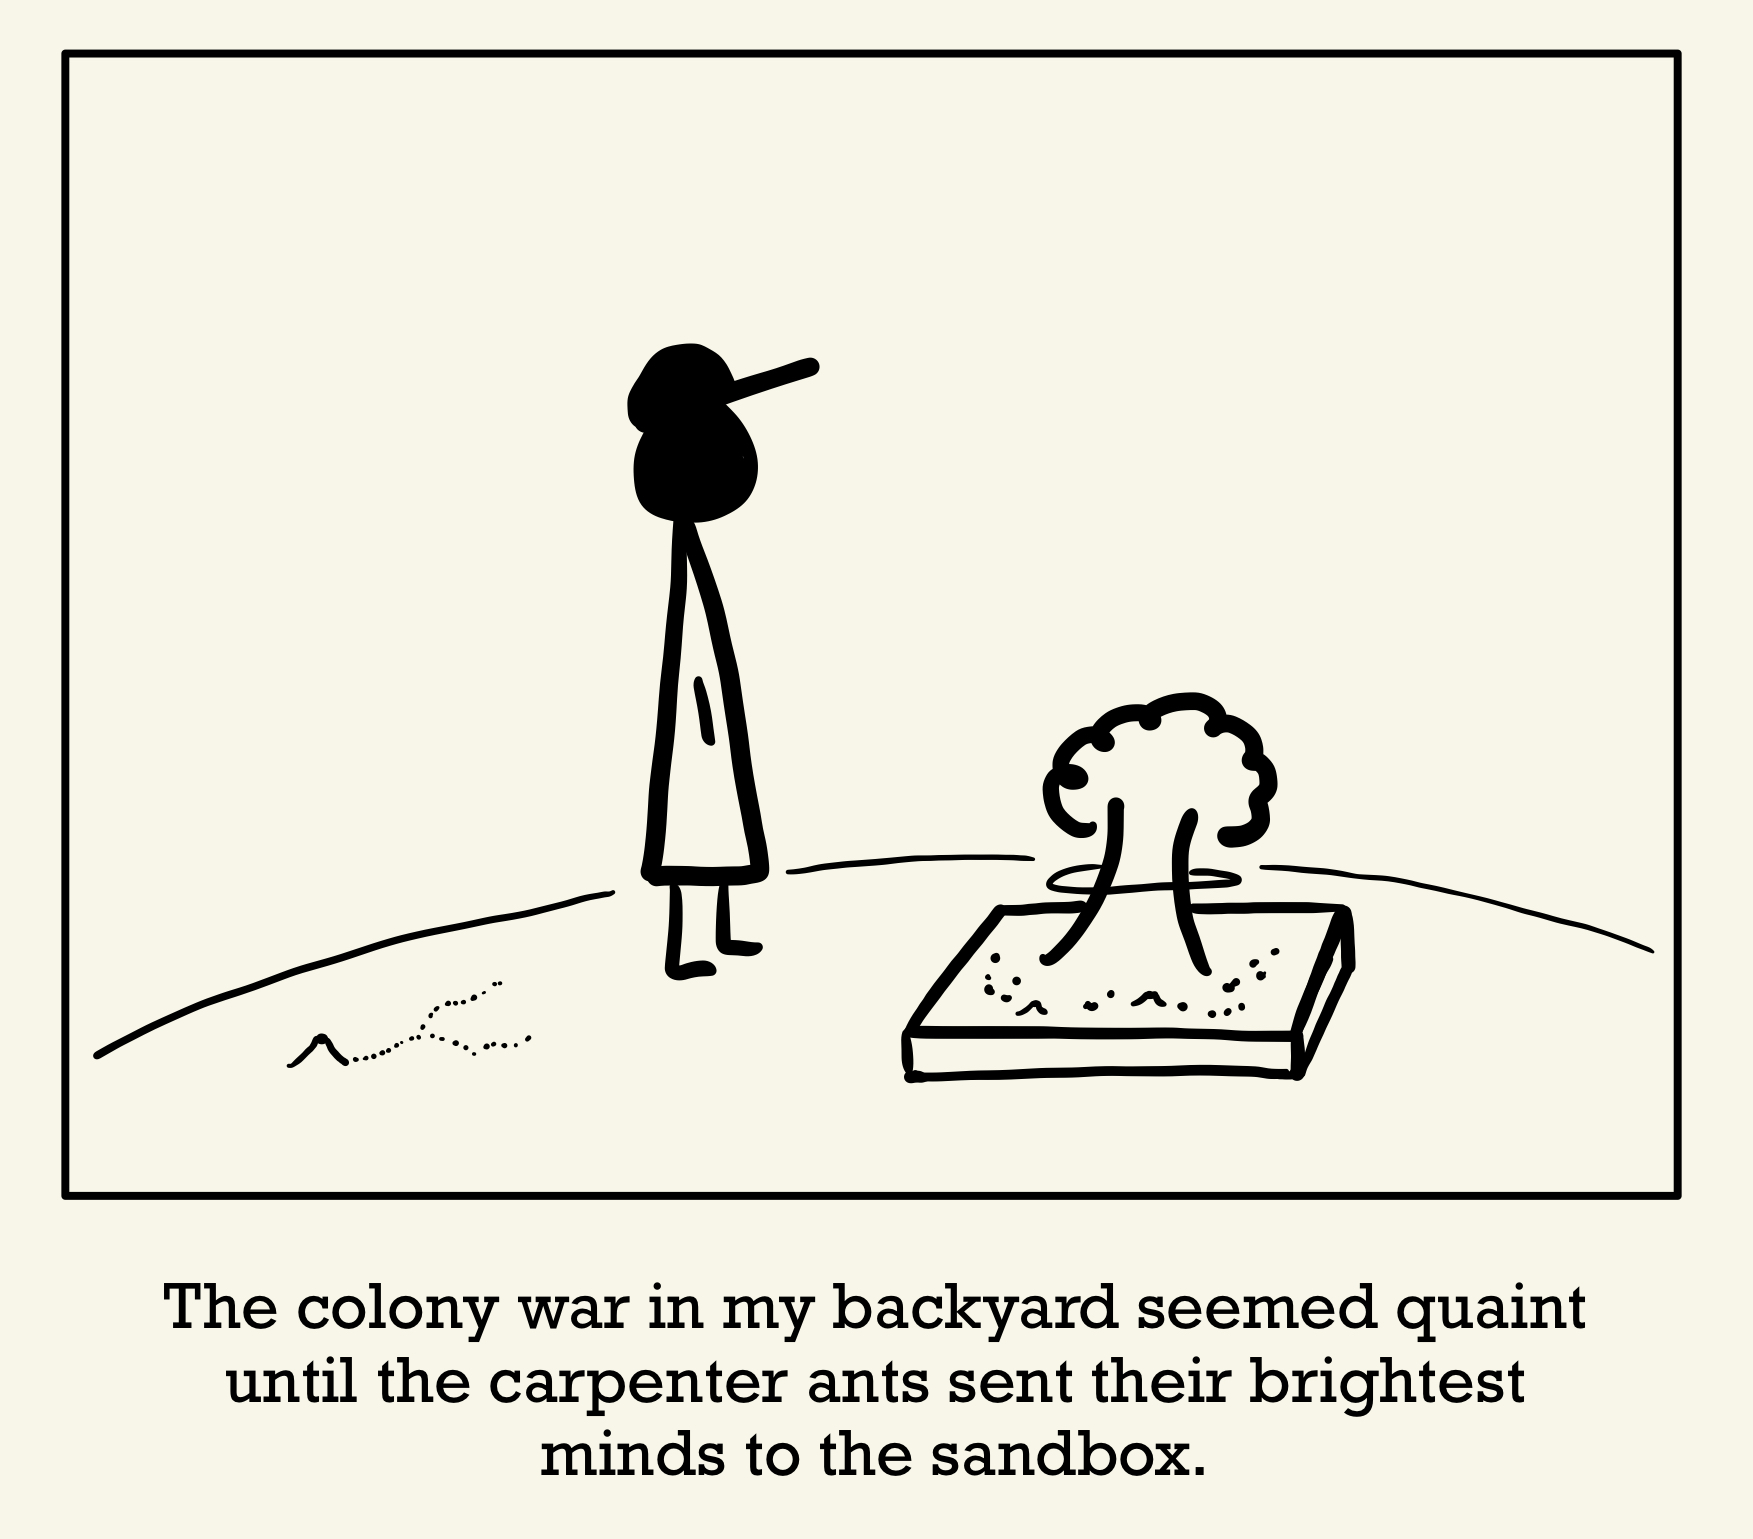 The colony war in my backyard seemed quaint
until the carpenter ants sent their brightest
minds to the sandbox.